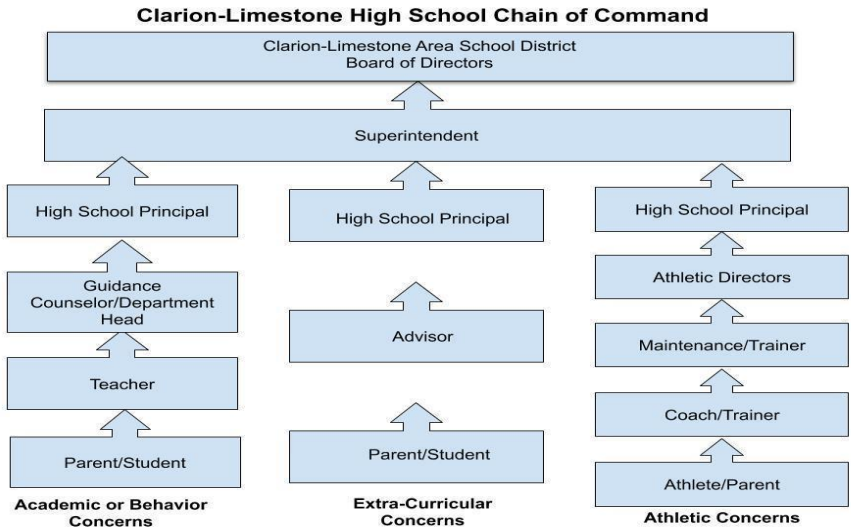 Clarion-Limestone High School Chain of Command
Clarion-Limestone Area School District
Board of Directors
Superintendent
High School Principal
Guidance
Counselor/Department
Head
Teacher
Parent/Student
Academic or Behavior
Concerns
High School Principal
Advisor
Parent/Student
Extra-Curricular
Concerns
High School Principal
Athletic Directors
Maintenance/Trainer
Coach/Trainer
Athlete/Parent
Athletic Concerns